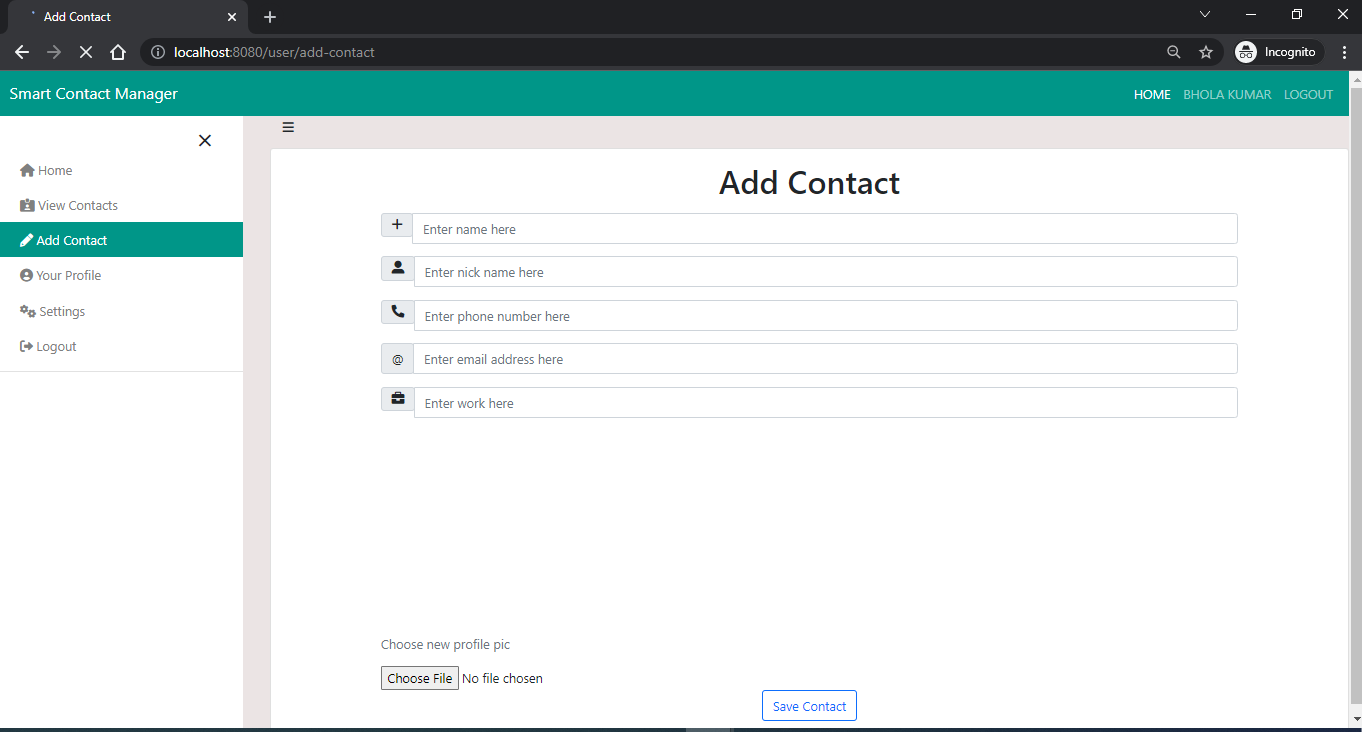 Add Contact
localhost:8080/user/add-contact
Incognito
Smart Contact Manager
HOME BHOLA KUMAR LOGOUT
Home
View Contacts
Add Contact
Your Profile
Settings
Logout
Add Contact
Enter name here
Enter nick name here
Enter phone number here
@ Enter email address here
Enter work here
Choose new profile pic
Choose File No file chosen
Save Contact